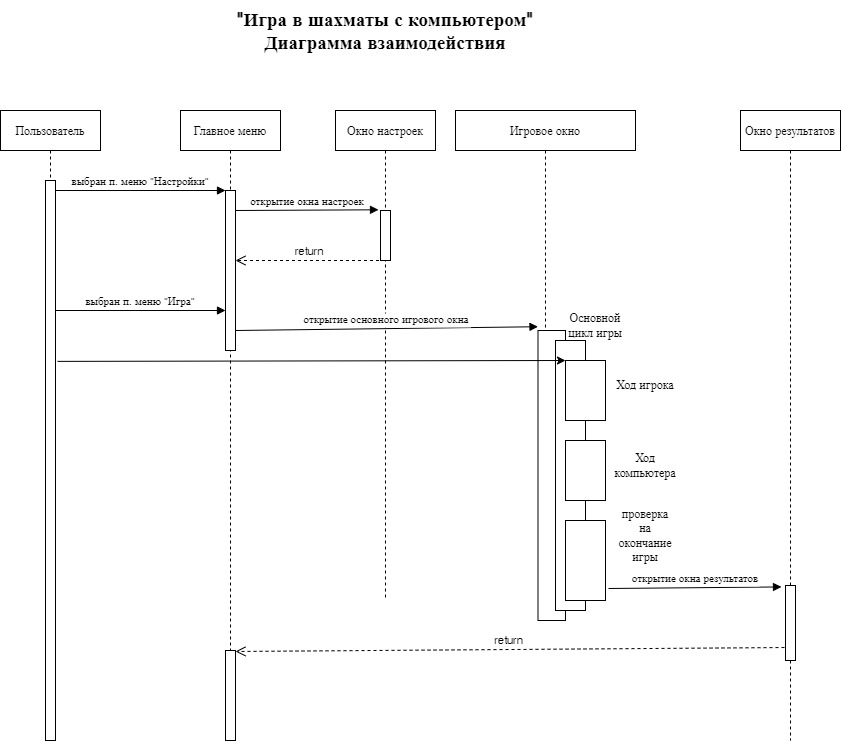 "Игра в шахматы с компьютером"
Диаграмма взаимодействия
Пользователь
Главное меню
Окно настроек
Игровое окно
Окно результатов
выбран п. меню "Настройки"
открытие окна настроек
return
выбран п. меню "Игра"
открытие основного игрового окна
Основной
цикл игры
Ход игрока
Ход
компьютера
проверка
на
окончание
игры
открытие окна результатов
return